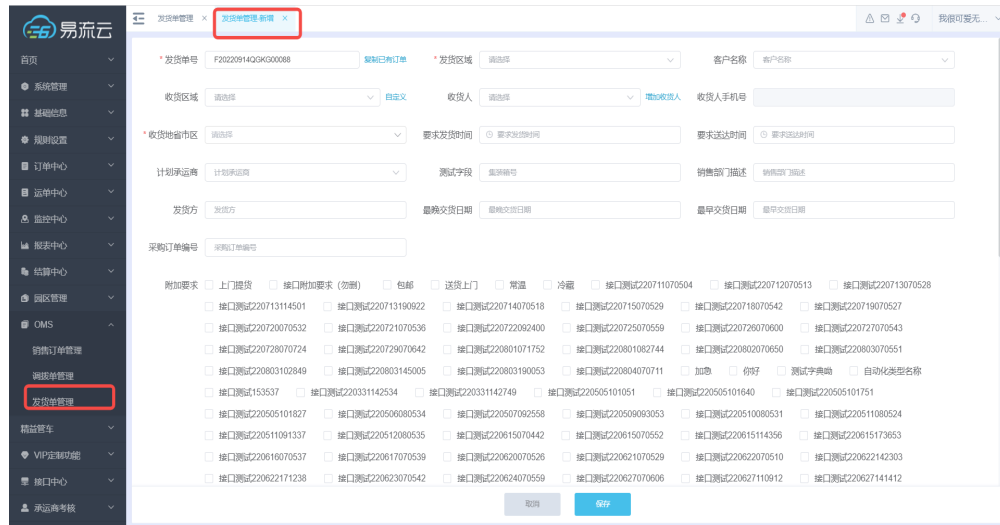 易流云
发货单管理 × 发货单管理-新增 × 我很可爱无...
首页
系统管理
基础信息
规则设置
订单中心
运单中心
监控中心
报表中心
结算中心
园区管理
OMS
销售订单管理
调拨单管理
发货单管理
精益管车
VIP定制功能
接口中心
承运商考核
* 发货单号 F20220914QGKG00088 复制已有订单 * 发货区域 请选择 客户名称 客户名称
收货区域 请选择 自定义 收货人 请选择 增加收货人 收货人手机号
* 收货地省市区 请选择 要求发货时间 要求发货时间 要求送达时间 要求送达时间
计划承运商 计划承运商 测试字段 集装箱号 销售部门描述 销售部门描述
发货方 发货方 最晚交货日期 最晚交货日期 最早交货日期 最早交货日期
采购订单编号 采购订单编号
附加要求 上门提货 接口附加要求（勿删） 包邮 送货上门 常温 冷藏 接口测试220711070504 接口测试220712070513 接口测试220713070528
接口测试220713114501 接口测试220713190922 接口测试220714070518 接口测试220715070529 接口测试220718070542 接口测试220719070527
接口测试220720070532 接口测试220721070536 接口测试220722092400 接口测试220725070559 接口测试220726070600 接口测试220727070543
接口测试220728070724 接口测试220729070642 接口测试220801071752 接口测试220801082744 接口测试220802070650 接口测试220803070551
接口测试220803102849 接口测试220803145005 接口测试220803190053 接口测试220804070711 加急 你好 测试字典呦 自动化类型名称
接口测试153537 接口测试220331142534 接口测试220331142749 接口测试220505101051 接口测试220505101640 接口测试220505101751
接口测试220505101827 接口测试220506080534 接口测试220507092558 接口测试220509093053 接口测试220510080531 接口测试220511080524
接口测试220511091337 接口测试220512080535 接口测试220615070442 接口测试220615070552 接口测试220615114356 接口测试220615173653
接口测试220616070537 接口测试220617070539 接口测试220620070526 接口测试220621070529 接口测试220622070510 接口测试220622142303
接口测试220622171238 接口测试220623070542 接口测试220624070559 接口测试220627070606 接口测试220627110912 接口测试220627141412
取消 保存